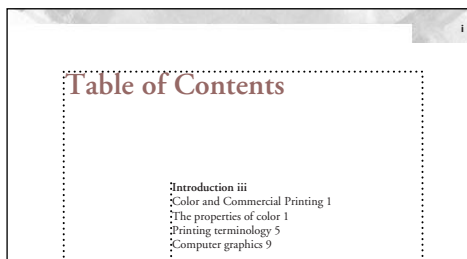 i
Table of Contents
Introduction iii
Color and Commercial Printing 1
The properties of color 1
Printing terminology 5
Computer graphics 9